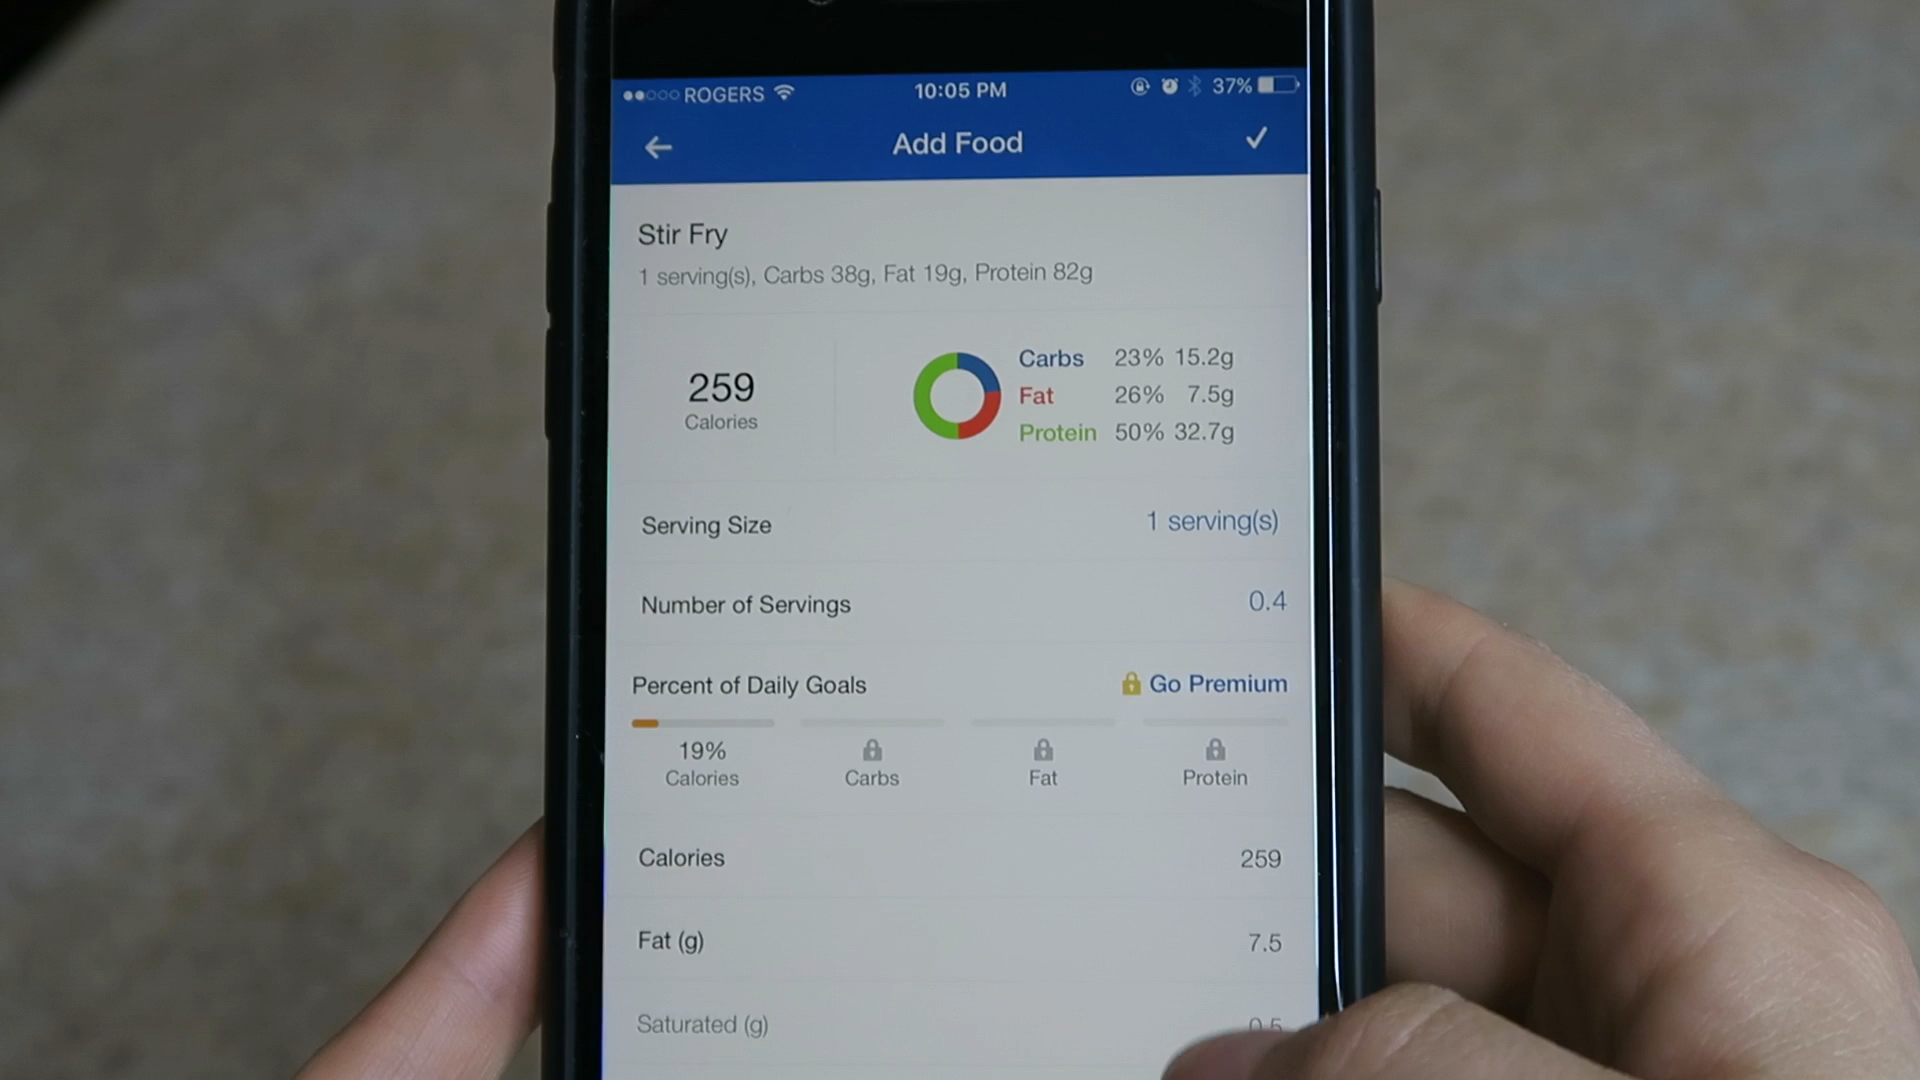 ROGERS 10:05 PM 37%
Add Food
Stir Fry
1 serving(s), Carbs 38g, Fat 19g, Protein 82g
259
Calories
Carbs 23% 15.2g
Fat 26% 7.5g
Protein 50% 32.7g
Serving Size 1 serving(s)
Number of Servings 0.4
Percent of Daily Goals Go Premium
19%
Calories Carbs Fat Protein
Calories 259
Fat (g) 7.5
Saturated (g)